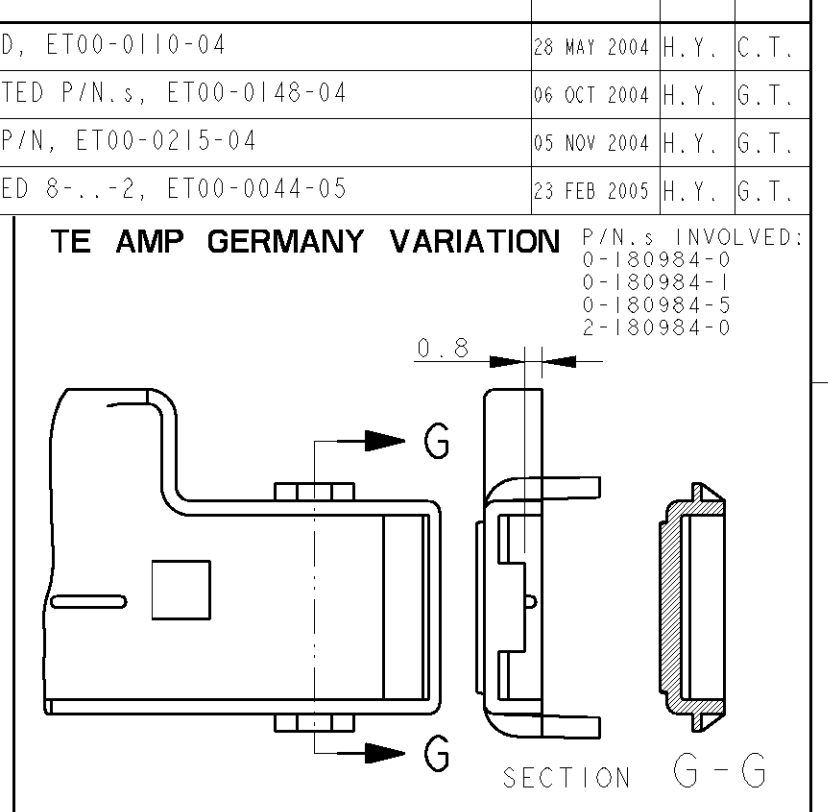 D, ET00-0110-04 28 MAY 2004 H.Y. C.T.
TED P/N.s, ET00-0148-04 06 OCT 2004 H.Y. G.T.
P/N, ET00-0215-04 05 NOV 2004 H.Y. G.T.
ED 8-..-2, ET00-0044-05 23 FEB 2005 H.Y. G.T.
TE AMP GERMANY VARIATION
P/N.s INVOLVED:
0-180984-0
0-180984-1
0-180984-5
2-180984-0
0.8
G
G
SECTION G-G